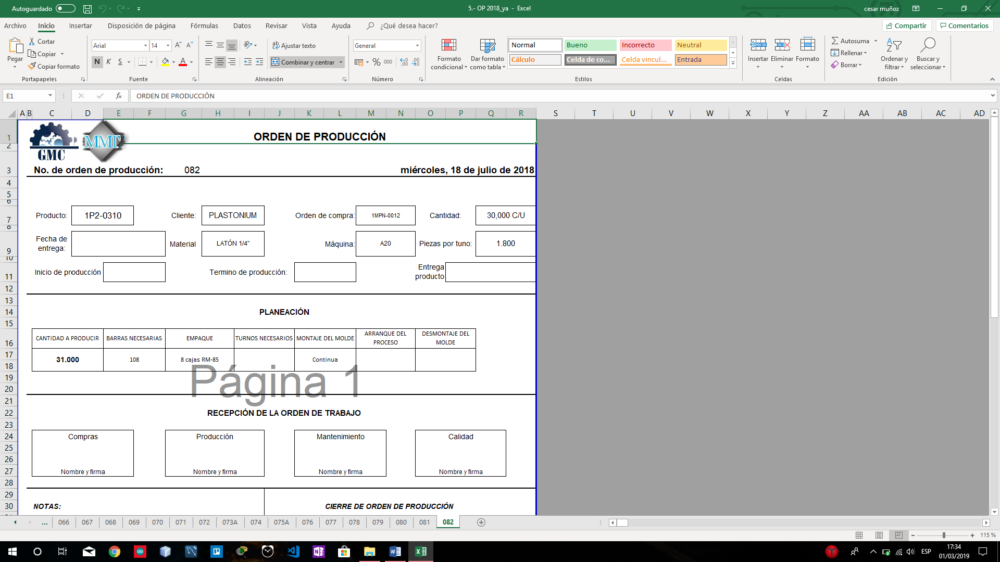 Autoguardado
5.- OP 2018_ya - Excel
cesar muñoz
Archivo Inicio Insertar Disposición de página Fórmulas Datos Revisar Vista Ayuda ¿Qué desea hacer? Compartir Comentarios
Pegar
Cortar
Copiar
Copiar formato
Portapapeles
Arial 14
N K S
Fuente
Ajustar texto
Combinar y centrar
Alineación
General
% 000
Número
Formato condicional
Dar formato como tabla
Normal Bueno Incorrecto Neutral
Cálculo Celda de co... Celda vincul... Entrada
Estilos
Insertar Eliminar Formato
Celdas
Autosuma
Rellenar
Borrar
Ordenar y filtrar
Buscar y seleccionar
Edición
E1 fx ORDEN DE PRODUCCIÓN
A B C D E F G H I J K L M N O P Q R S T U V W X Y Z AA AB AC AD
1 2 3 4 5 6 7 8 9 10 11 12 13 14 15 16 17 18 19 20 21 22 23 24 25 26 27 28 29 30
GMC MMT
ORDEN DE PRODUCCIÓN
No. de orden de producción: 082 miércoles, 18 de julio de 2018
Producto: 1P2-0310 Cliente: PLASTONIUM Orden de compra: 1MPN-0012 Cantidad: 30,000 C/U
Fecha de entrega: Material LATÓN 1/4" Máquina: A20 Piezas por tuno: 1.800
Inicio de producción Termino de producción: Entrega producto
PLANEACIÓN
CANTIDAD A PRODUCIR BARRAS NECESARIAS EMPAQUE TURNOS NECESARIOS MONTAJE DEL MOLDE ARRANQUE DEL PROCESO DESMONTAJE DEL MOLDE
31.000 108 8 cajas RM-85 Continua
Página 1
RECEPCIÓN DE LA ORDEN DE TRABAJO
Compras Producción Mantenimiento Calidad
Nombre y firma Nombre y firma Nombre y firma Nombre y firma
NOTAS: CIERRE DE ORDEN DE PRODUCCIÓN
... 066 067 068 069 070 071 072 073A 074 075A 076 077 078 079 080 081 082
115 %
ESP
17:34
01/03/2019